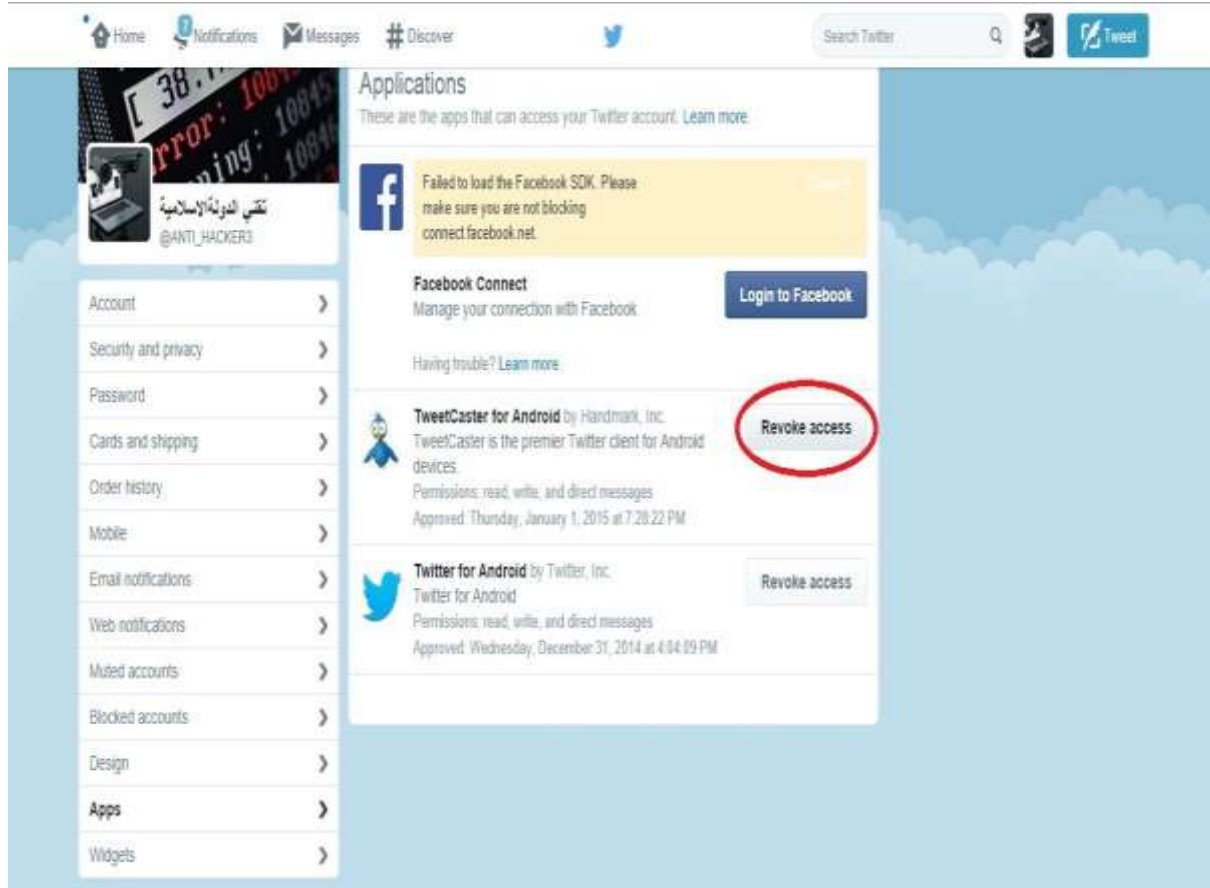 Home
7
Notifications
Messages
Discover
Search Twitter
Tweet
[ 38.
rror: 108
ning: 
10845
تقني الدولةالاسلامية
@ANTI_HACKER3
Account
Security and privacy
Password
Cards and shipping
Order history
Mobile
Email notifications
Web notifications
Muted accounts
Blocked accounts
Design
Apps
Widgets
Applications
These are the apps that can access your Twitter account. Learn more.
Failed to load the Facebook SDK. Please
make sure you are not blocking
connect.facebook.net.
Facebook Connect
Manage your connection with Facebook
Login to Facebook
Having trouble? Learn more
TweetCaster for Android by Handmark, Inc.
TweetCaster is the premier Twitter client for Android
devices.
Permissions: read, write, and direct messages
Approved: Thursday, January 1, 2015 at 7:28:22 PM
Revoke access
Twitter for Android by Twitter, Inc.
Twitter for Android
Permissions: read, write, and direct messages
Approved: Wednesday, December 31, 2014 at 4:04:09 PM
Revoke access